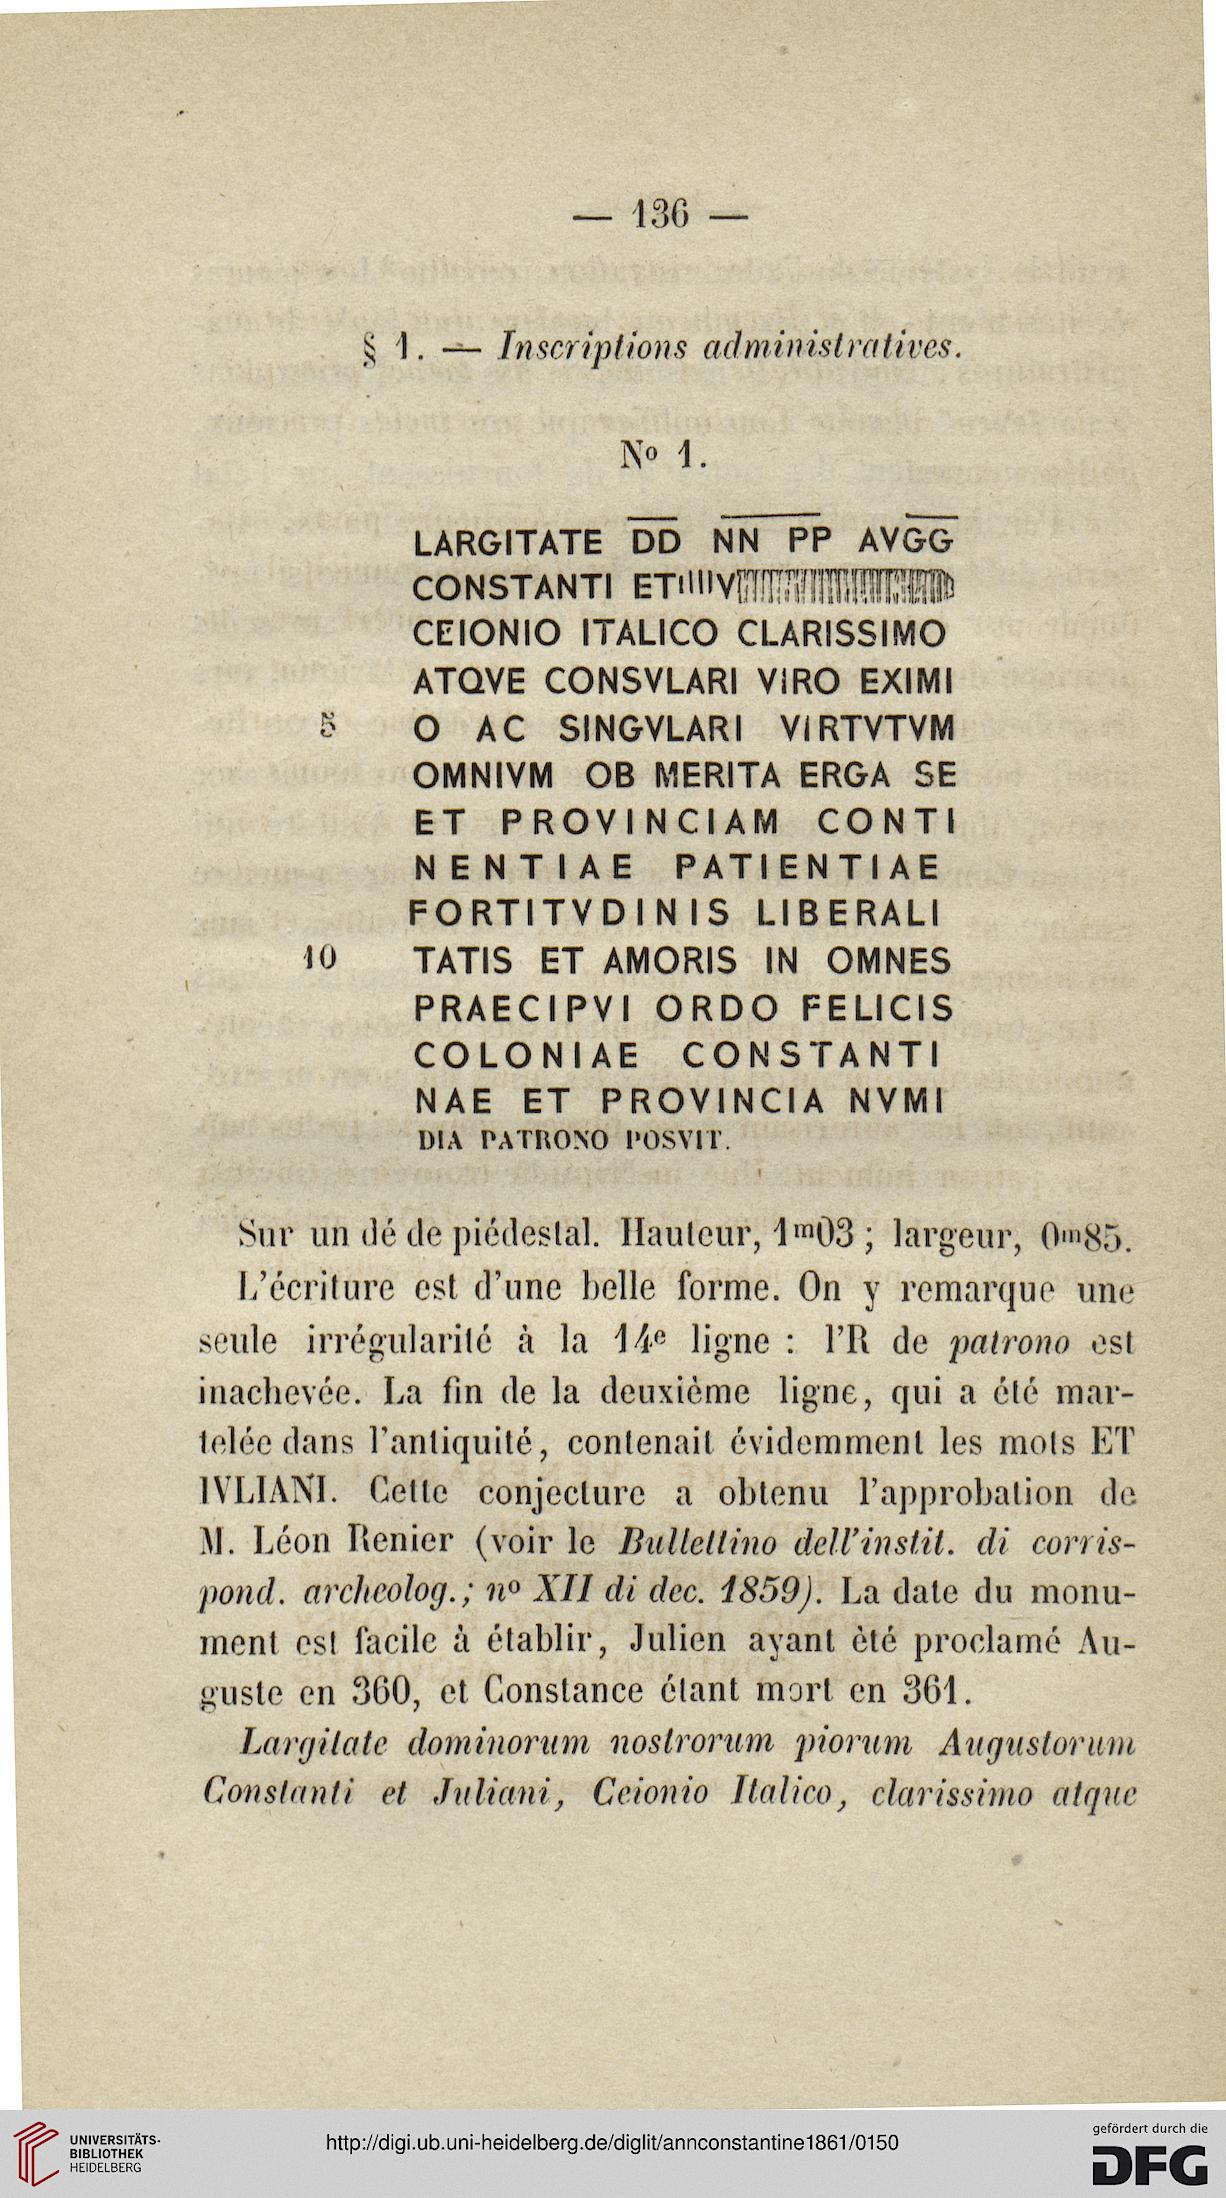 — 136 —
§ 1. — Inscriptions administratives.
No 1.
LARGITATE DD NN PP AVGG
CONSTANTI ET V
CEIONIO ITALICO CLARISSIMO
ATQVE CONSVLARI VIRO EXIMI
5 O AC SINGVLARI VIRTVTVM
OMNIVM OB MERITA ERGA SE
ET PROVINCIAM CONTI
NENTIAE PATIENTIAE
FORTITVDINIS LIBERALI
10 TATIS ET AMORIS IN OMNES
PRAECIPVI ORDO FELICIS
COLONIAE CONSTANTI
NAE ET PROVINCIA NVMI
DIA PATRONO POSVIT.
Sur un dé de piédestal. Hauteur, 1m03 ; largeur, 0m85.
L'écriture est d'une belle forme. On y remarque une
seule irrégularité à la 14e ligne : l'R de patrono est
inachevée. La fin de la deuxième ligne, qui a été mar-
telée dans l'antiquité, contenait évidemment les mots ET
IVLIANI. Cette conjecture a obtenu l'approbation de
M. Léon Renier (voir le Bullettino dell'instit. di corris-
pond. archeolog.; no XII di dec. 1859). La date du monu-
ment est facile à établir, Julien ayant èté proclamé Au-
guste en 360, et Constance étant mort en 361.
Largitate dominorum nostrorum piorum Augustorum
Constanti et Juliani, Ceionio Italico, clarissimo atque
UNIVERSITÄTS-
BIBLIOTHEK
HEIDELBERG
http://digi.ub.uni-heidelberg.de/diglit/annconstantine1861/0150
gefördert durch die
DFG